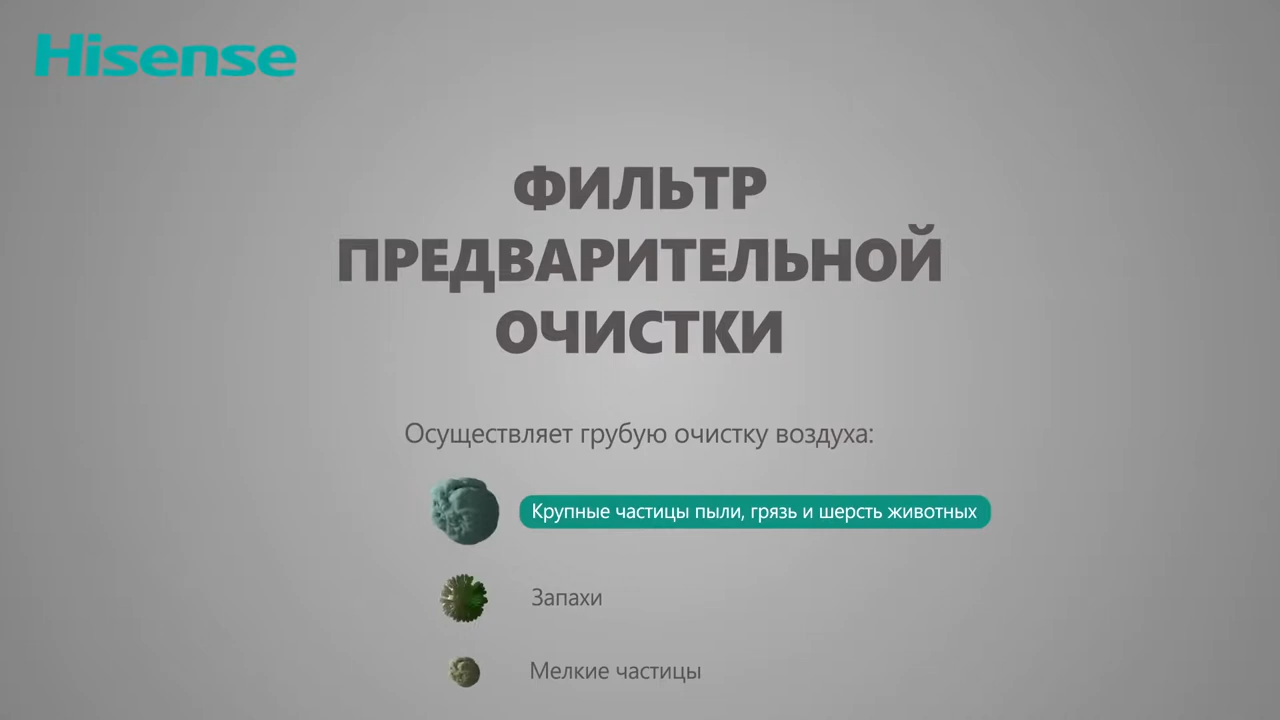 Hisense
ФИЛЬТР
ПРЕДВАРИТЕЛЬНОЙ
ОЧИСТКИ
Осуществляет грубую очистку воздуха:
Крупные частицы пыли, грязь и шерсть животных
Запахи
Мелкие частицы